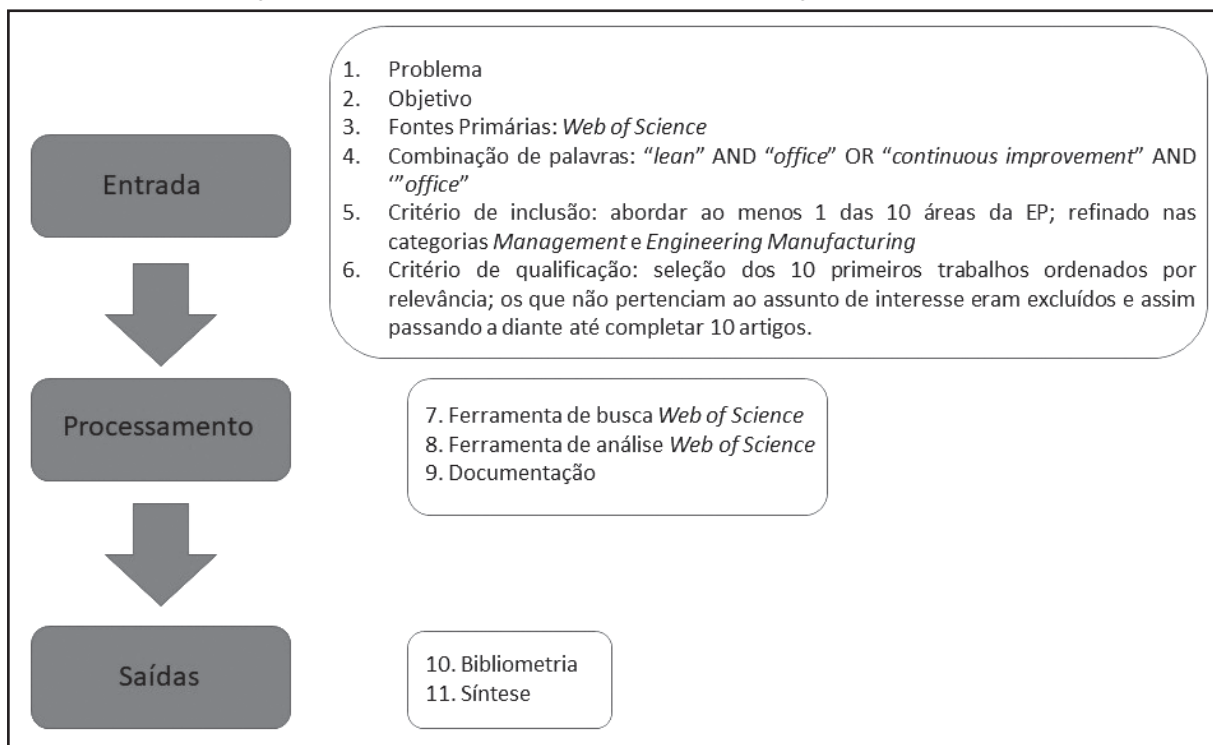 Entrada
1. Problema
2. Objetivo
3. Fontes Primárias: Web of Science
4. Combinação de palavras: “lean” AND “office” OR “continuous improvement” AND
‘”office”
5. Critério de inclusão: abordar ao menos 1 das 10 áreas da EP; refinado nas
categorias Management e Engineering Manufacturing
6. Critério de qualificação: seleção dos 10 primeiros trabalhos ordenados por
relevância; os que não pertenciam ao assunto de interesse eram excluídos e assim
passando a diante até completar 10 artigos.
Processamento
7. Ferramenta de busca Web of Science
8. Ferramenta de análise Web of Science
9. Documentação
Saídas
10. Bibliometria
11. Síntese